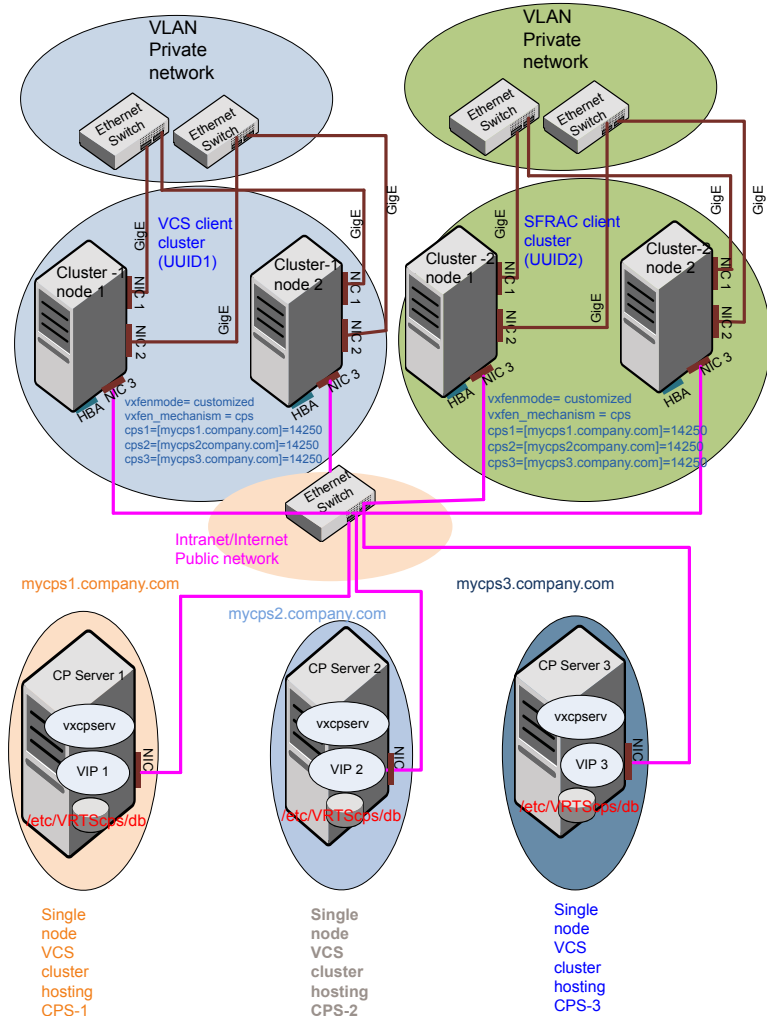 VLAN
Private
network
VLAN
Private
network
Ethernet
Switch
Ethernet
Switch
Ethernet
Switch
Ethernet
Switch
GigE
GigE
GigE
GigE
GigE
GigE
GigE
GigE
VCS client
cluster
(UUID1)
SFRAC client
cluster
(UUID2)
Cluster -1
node 1
Cluster-1
node 2
Cluster -2
node 1
Cluster-2
node 2
NIC 1
NIC 2
NIC 1
NIC 2
NIC 1
NIC 2
NIC 1
NIC 2
HBA
NIC 3
HBA
NIC 3
HBA
NIC 3
HBA
NIC 3
vxfenmode= customized
vxfen_mechanism = cps
cps1=[mycps1.company.com]=14250
cps2=[mycps2company.com]=14250
cps3=[mycps3.company.com]=14250
vxfenmode= customized
vxfen_mechanism = cps
cps1=[mycps1.company.com]=14250
cps2=[mycps2company.com]=14250
cps3=[mycps3.company.com]=14250
Ethernet
Switch
Intranet/Internet
Public network
mycps1.company.com
mycps2.company.com
mycps3.company.com
CP Server 1
vxcpserv
VIP 1
NIC
/etc/VRTScps/db
CP Server 2
vxcpserv
VIP 2
NIC
/etc/VRTScps/db
CP Server 3
vxcpserv
VIP 3
NIC
/etc/VRTScps/db
Single
node
VCS
cluster
hosting
CPS-1
Single
node
VCS
cluster
hosting
CPS-2
Single
node
VCS
cluster
hosting
CPS-3